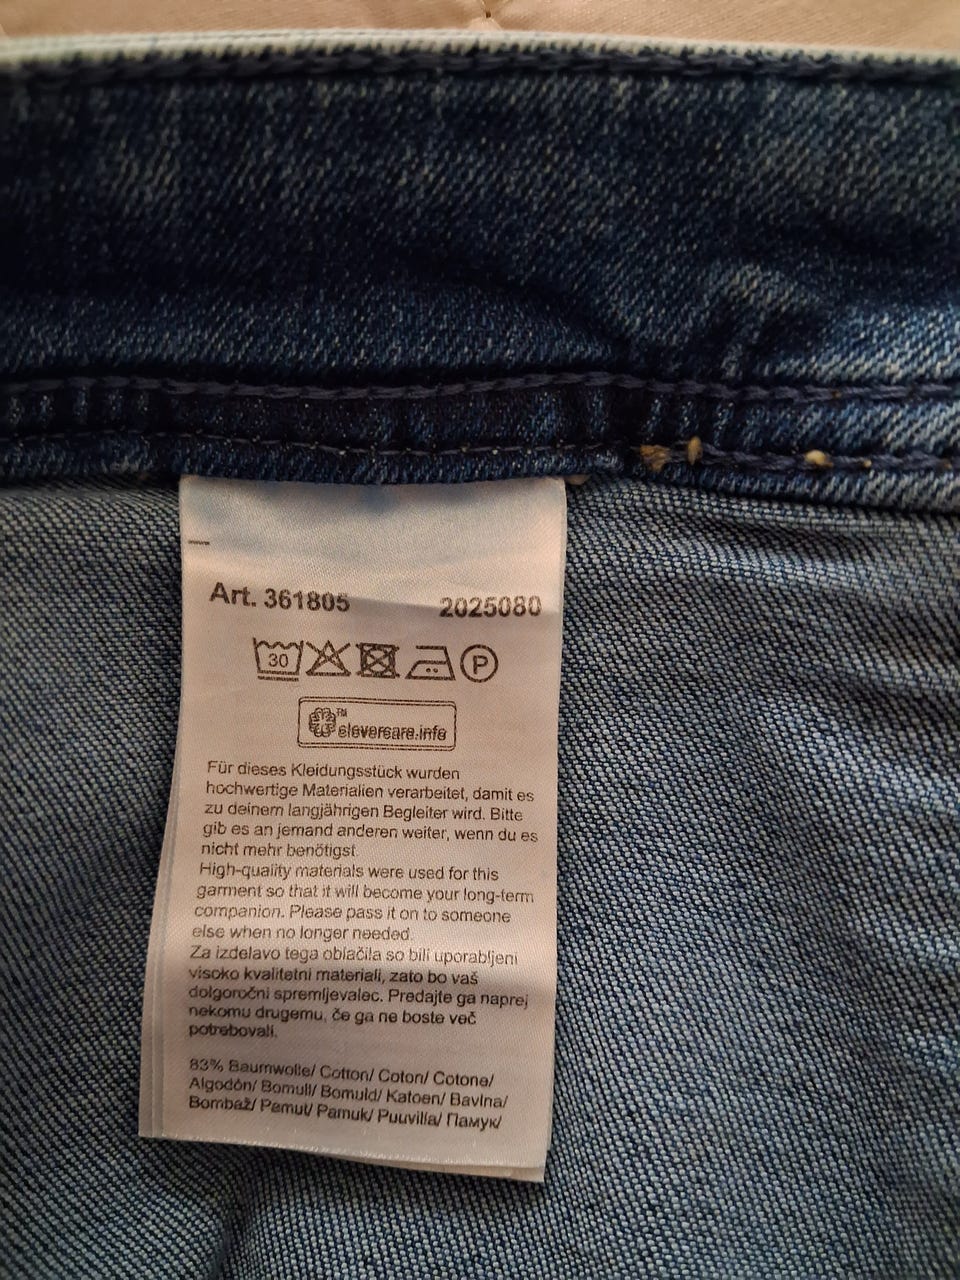 Art. 361805 2025080
30 P
TM
clevercare.info
Für dieses Kleidungsstück wurden
hochwertige Materialien verarbeitet, damit es
zu deinem langjährigen Begleiter wird. Bitte
gib es an jemand anderen weiter, wenn du es
nicht mehr benötigst.
High-quality materials were used for this
garment so that it will become your long-term
companion. Please pass it on to someone
else when no longer needed.
Za izdelavo tega oblačila so bili uporabljeni
visoko kvalitetni materiali, zato bo vaš
dolgoročni spremljevalec. Predajte ga naprej
nekomu drugemu, če ga ne boste več
potrebovali.
83% Baumwolle/ Cotton/ Coton/ Cotone/
Algodón/ Bomull/ Bomuld/ Katoen/ Bavlna/
Bombaž/ Pamut/ Pamuk/ Puuvilla/ Памук/